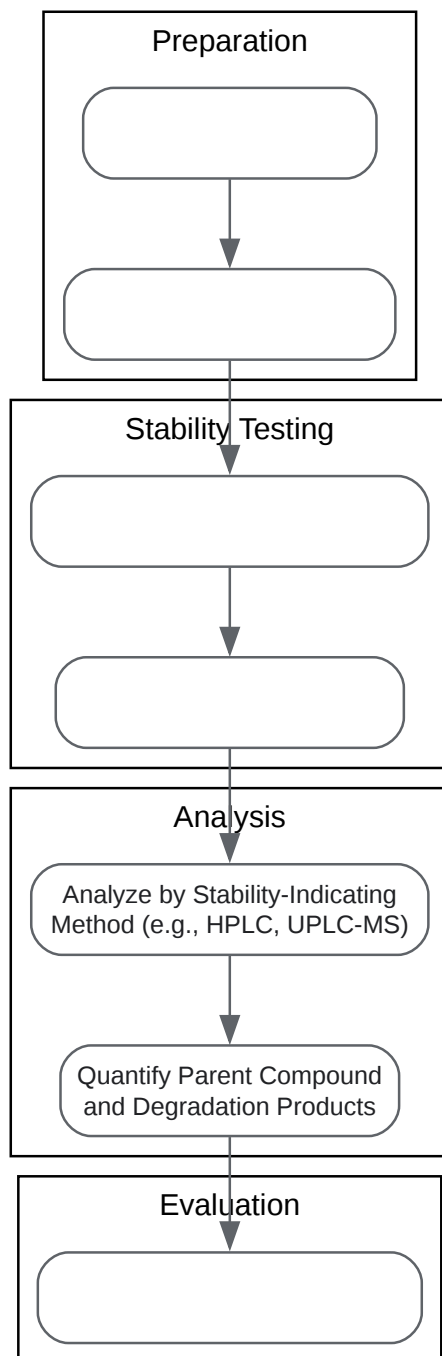 Preparation
Stability Testing
Analysis
Analyze by Stability-Indicating
Method (e.g., HPLC, UPLC-MS)
Quantify Parent Compound
and Degradation Products
Evaluation